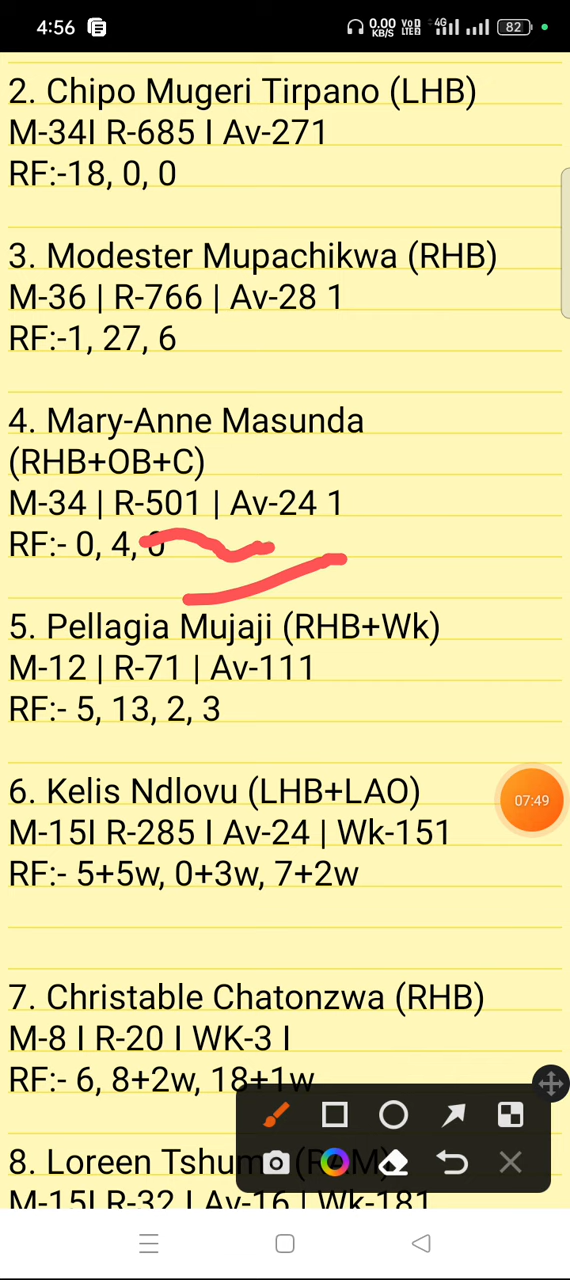 4:56
0.00 KB/S
VoD LTE2
4G
82
2. Chipo Mugeri Tirpano (LHB)
M-34I R-685 I Av-271
RF:-18, 0, 0
3. Modester Mupachikwa (RHB)
M-36 | R-766 | Av-28 1
RF:-1, 27, 6
4. Mary-Anne Masunda
(RHB+OB+C)
M-34 | R-501 | Av-24 1
RF:- 0, 4, 0
5. Pellagia Mujaji (RHB+Wk)
M-12 | R-71 | Av-111
RF:- 5, 13, 2, 3
6. Kelis Ndlovu (LHB+LAO)
07:49
M-15I R-285 I Av-24 | Wk-151
RF:- 5+5w, 0+3w, 7+2w
7. Christable Chatonzwa (RHB)
M-8 I R-20 I WK-3 I
RF:- 6, 8+2w, 18+1w
8. Loreen
M-15I R-32 I Av-16 | Wk-181